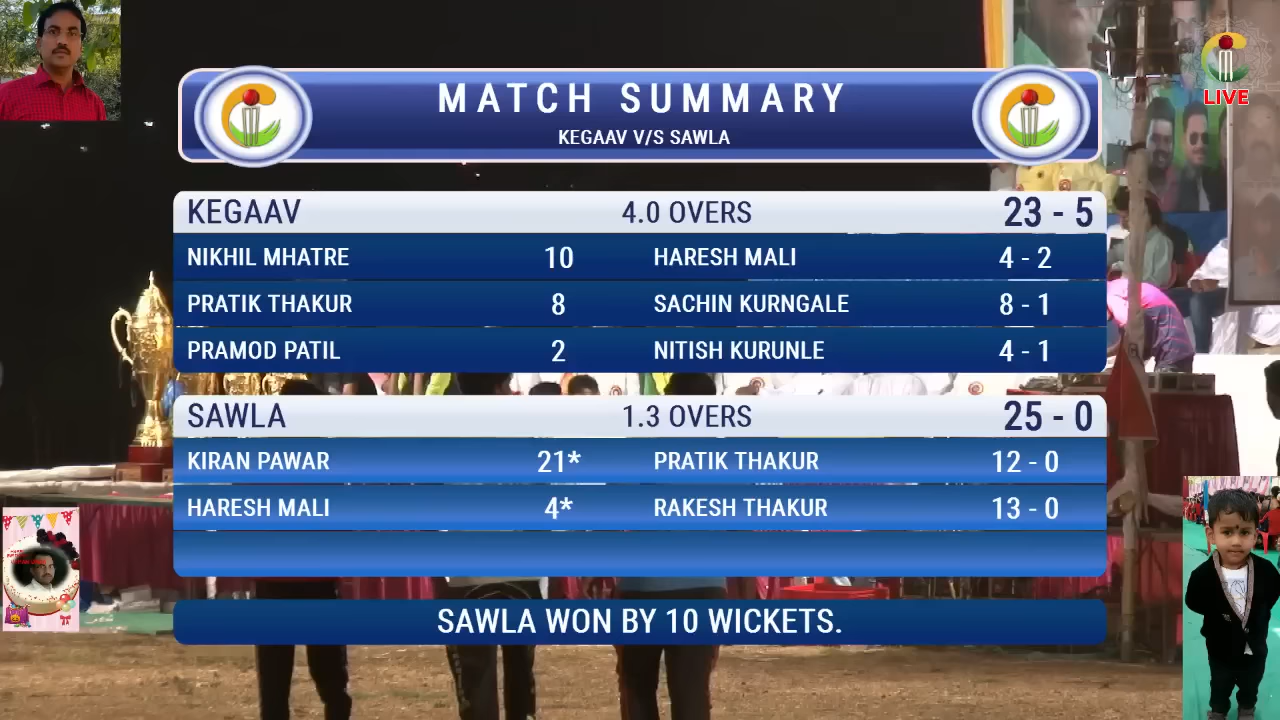 MATCH SUMMARY
KEGAAV V/S SAWLA
LIVE
KEGAAV 4.0 OVERS 23 - 5
NIKHIL MHATRE 10 HARESH MALI 4 - 2
PRATIK THAKUR 8 SACHIN KURNGALE 8 - 1
PRAMOD PATIL 2 NITISH KURUNLE 4 - 1
SAWLA 1.3 OVERS 25 - 0
KIRAN PAWAR 21* PRATIK THAKUR 12 - 0
HARESH MALI 4* RAKESH THAKUR 13 - 0
SAWLA WON BY 10 WICKETS.